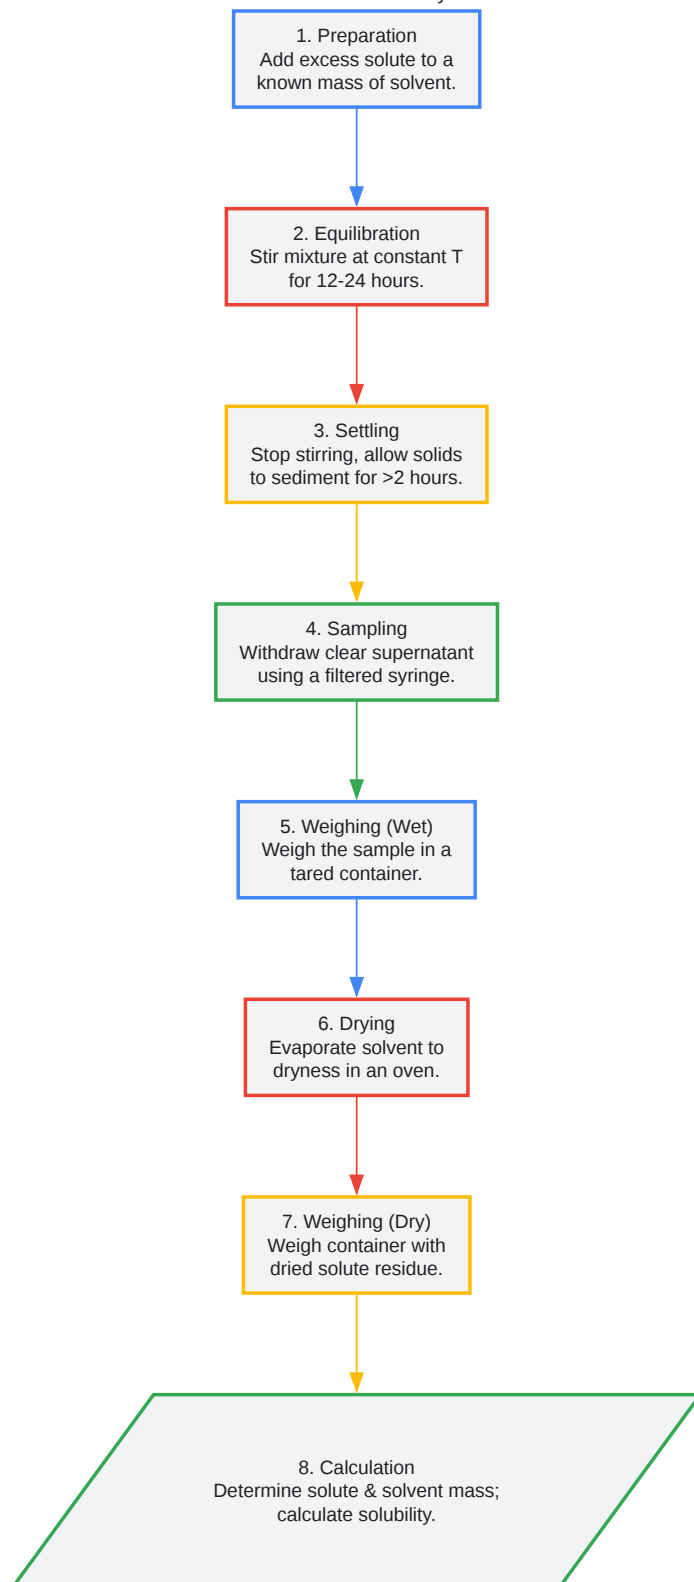 1. Preparation
Add excess solute to a
known mass of solvent.
2. Equilibration
Stir mixture at constant T
for 12-24 hours.
3. Settling
Stop stirring, allow solids
to sediment for >2 hours.
4. Sampling
Withdraw clear supernatant
using a filtered syringe.
5. Weighing (Wet)
Weigh the sample in a
tared container.
6. Drying
Evaporate solvent to
dryness in an oven.
7. Weighing (Dry)
Weigh container with
dried solute residue.
8. Calculation
Determine solute & solvent mass;
calculate solubility.